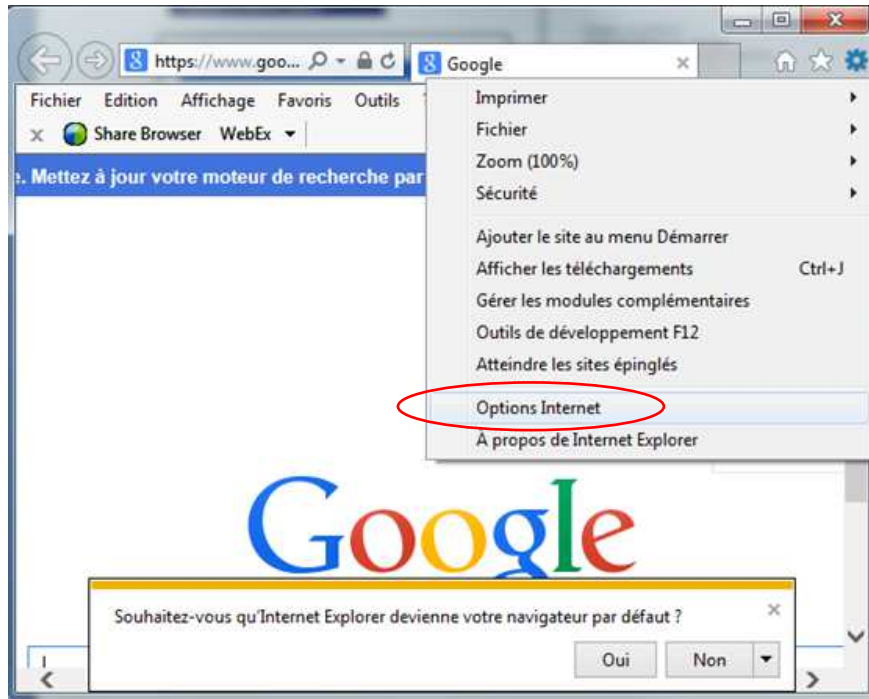 https://www.goo...
Google
Fichier Edition Affichage Favoris Outils
Share Browser WebEx
. Mettez à jour votre moteur de recherche par
Imprimer
Fichier
Zoom (100%)
Sécurité
Ajouter le site au menu Démarrer
Afficher les téléchargements Ctrl+J
Gérer les modules complémentaires
Outils de développement F12
Atteindre les sites épinglés
Options Internet
A propos de Internet Explorer
Google
Souhaitez-vous qu'Internet Explorer devienne votre navigateur par défaut ?
Oui Non